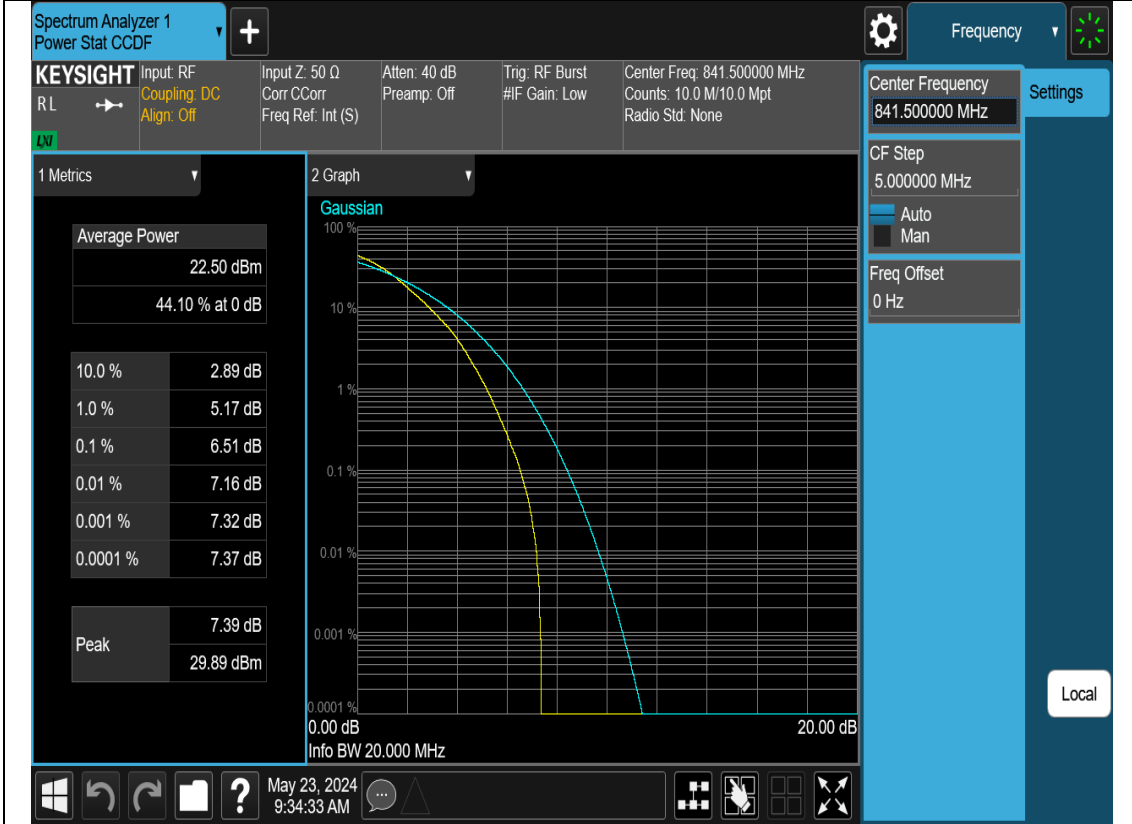 Spectrum Analyzer 1
Power Stat CCDF
+
Frequency
KEYSIGHT
RL
LXI
Input: RF
Coupling: DC
Align: Off
Input Z: 50 Ω
Corr CCorr
Freq Ref: Int (S)
Atten: 40 dB
Preamp: Off
Trig: RF Burst
#IF Gain: Low
Center Freq: 841.500000 MHz
Counts: 10.0 M/10.0 Mpt
Radio Std: None
Center Frequency
841.500000 MHz
Settings
CF Step
5.000000 MHz
Auto
Man
Freq Offset
0 Hz
1 Metrics
Average Power
22.50 dBm
44.10 % at 0 dB
10.0 % 2.89 dB
1.0 % 5.17 dB
0.1 % 6.51 dB
0.01 % 7.16 dB
0.001 % 7.32 dB
0.0001 % 7.37 dB
Peak
7.39 dB
29.89 dBm
2 Graph
Gaussian
100 %
10 %
1 %
0.1 %
0.01 %
0.001 %
0.0001 %
0.00 dB 20.00 dB
Info BW 20.000 MHz
Local
?
May 23, 2024
9:34:33 AM